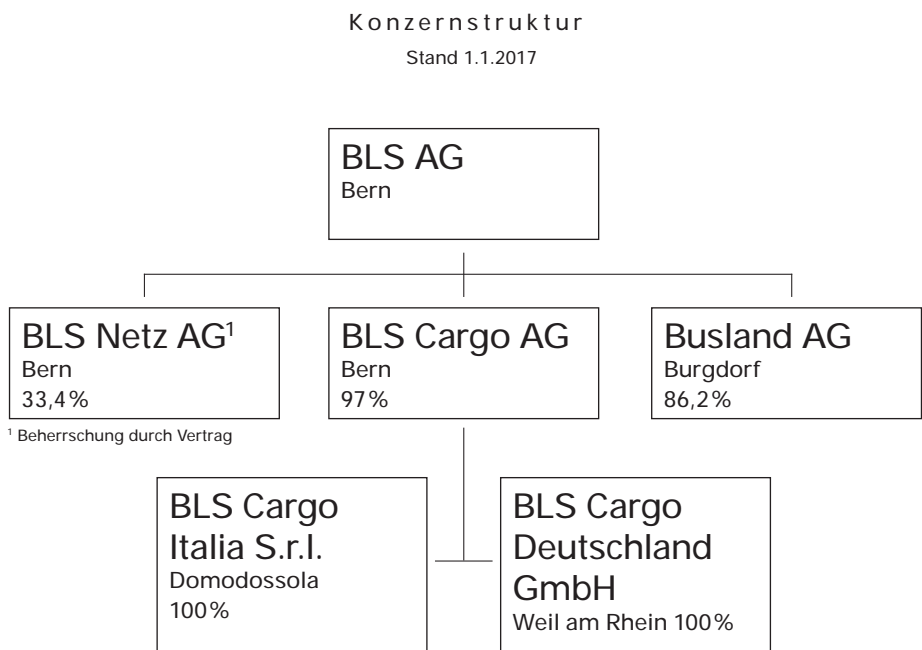 Konzernstruktur
Stand 1.1.2017
BLS AG
Bern
BLS Netz AG¹
Bern
33,4%
BLS Cargo AG
Bern
97%
Busland AG
Burgdorf
86,2%
¹ Beherrschung durch Vertrag
BLS Cargo
Italia S.r.l.
Domodossola
100%
BLS Cargo
Deutschland
GmbH
Weil am Rhein 100%